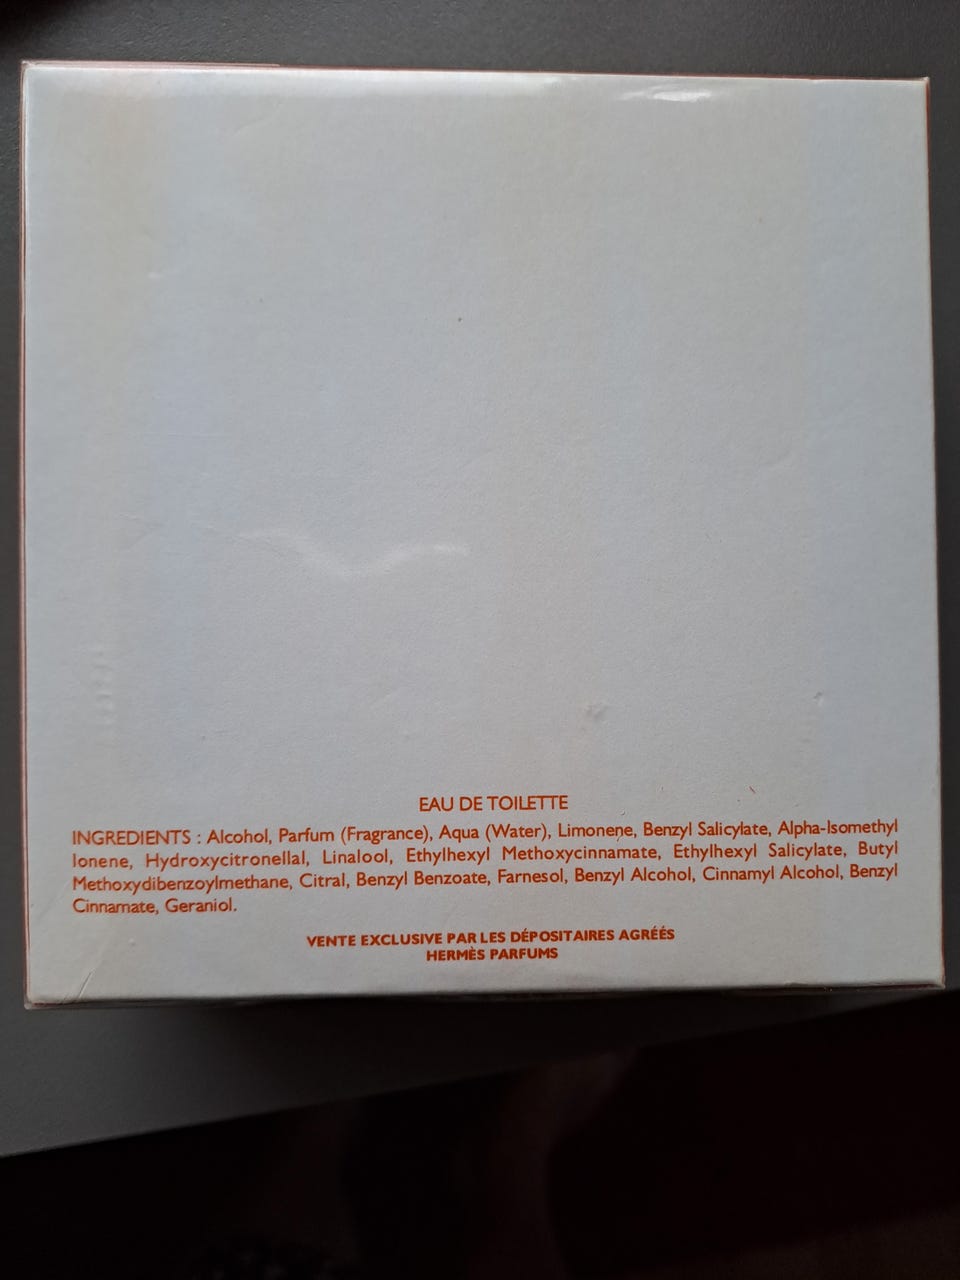 EAU DE TOILETTE
INGREDIENTS : Alcohol, Parfum (Fragrance), Aqua (Water), Limonene, Benzyl Salicylate, Alpha-Isomethyl
Ionene, Hydroxycitronellal, Linalool, Ethylhexyl Methoxycinnamate, Ethylhexyl Salicylate, Butyl
Methoxydibenzoylmethane, Citral, Benzyl Benzoate, Farnesol, Benzyl Alcohol, Cinnamyl Alcohol, Benzyl
Cinnamate, Geraniol.
VENTE EXCLUSIVE PAR LES DÉPOSITAIRES AGRÉÉS
HERMÈS PARFUMS